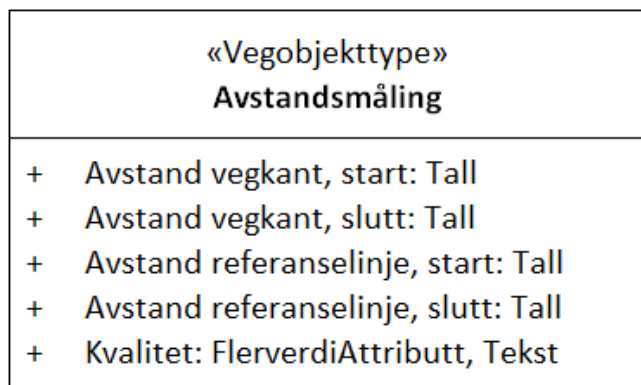 «Vegobjekttype»
Avstandsmåling
+ Avstand vegkant, start: Tall
+ Avstand vegkant, slutt: Tall
+ Avstand referanselinje, start: Tall
+ Avstand referanselinje, slutt: Tall
+ Kvalitet: FlerverdiAttributt, Tekst